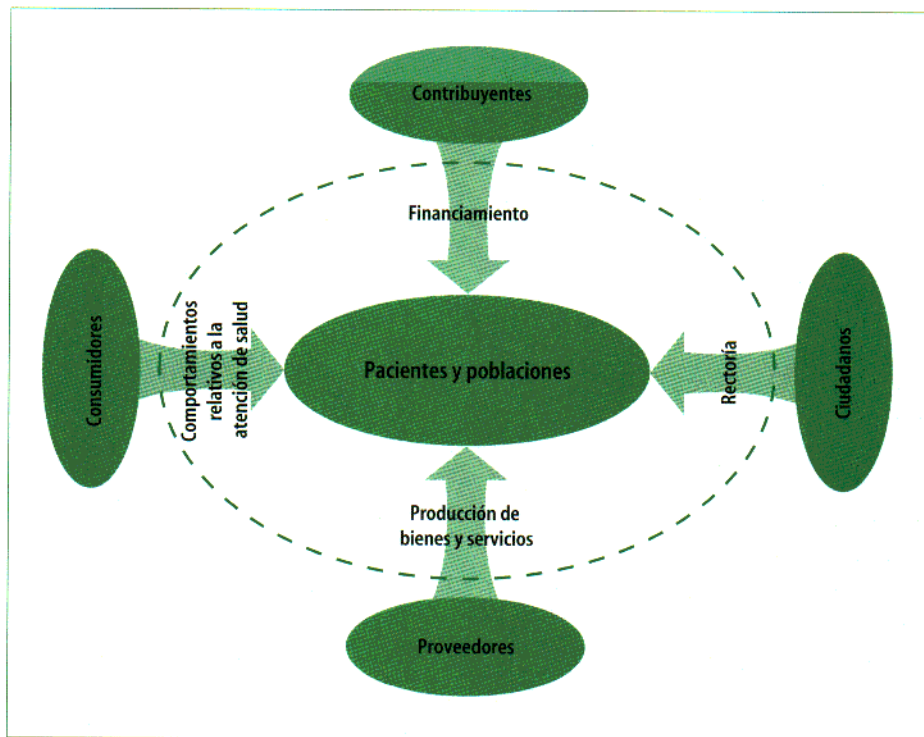 Contribuyentes
Financiamiento
Consumidores
Comportamientos
relativos a la
atención de salud
Pacientes y poblaciones
Rectoría
Ciudadanos
Producción de
bienes y servicios
Proveedores